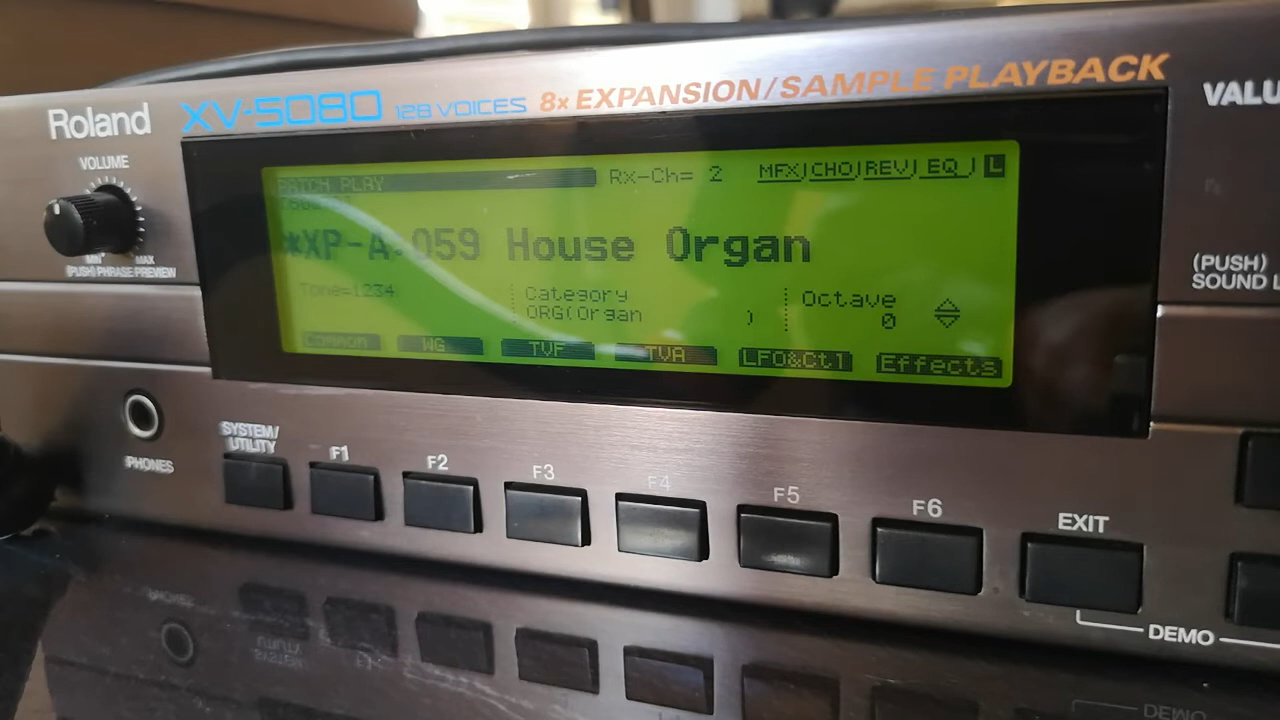 Roland
XV-5080 128 VOICES 8x EXPANSION/SAMPLE PLAYBACK
VALU
VOLUME
MIN MAX
(PUSH) PHRASE PREVIEW
PATCH PLAY Rx-Ch= 2 MFX)CHO)REV) EQ ) L
*XP-A:059 House Organ
(PUSH)
SOUND L
Tone=1234 Category Octave
ORG(Organ ) 0
Common WG TVF TVA LFO&Ctl Effects
PHONES
SYSTEM/
UTILITY
F1 F2 F3 F4 F5 F6 EXIT
DEMO